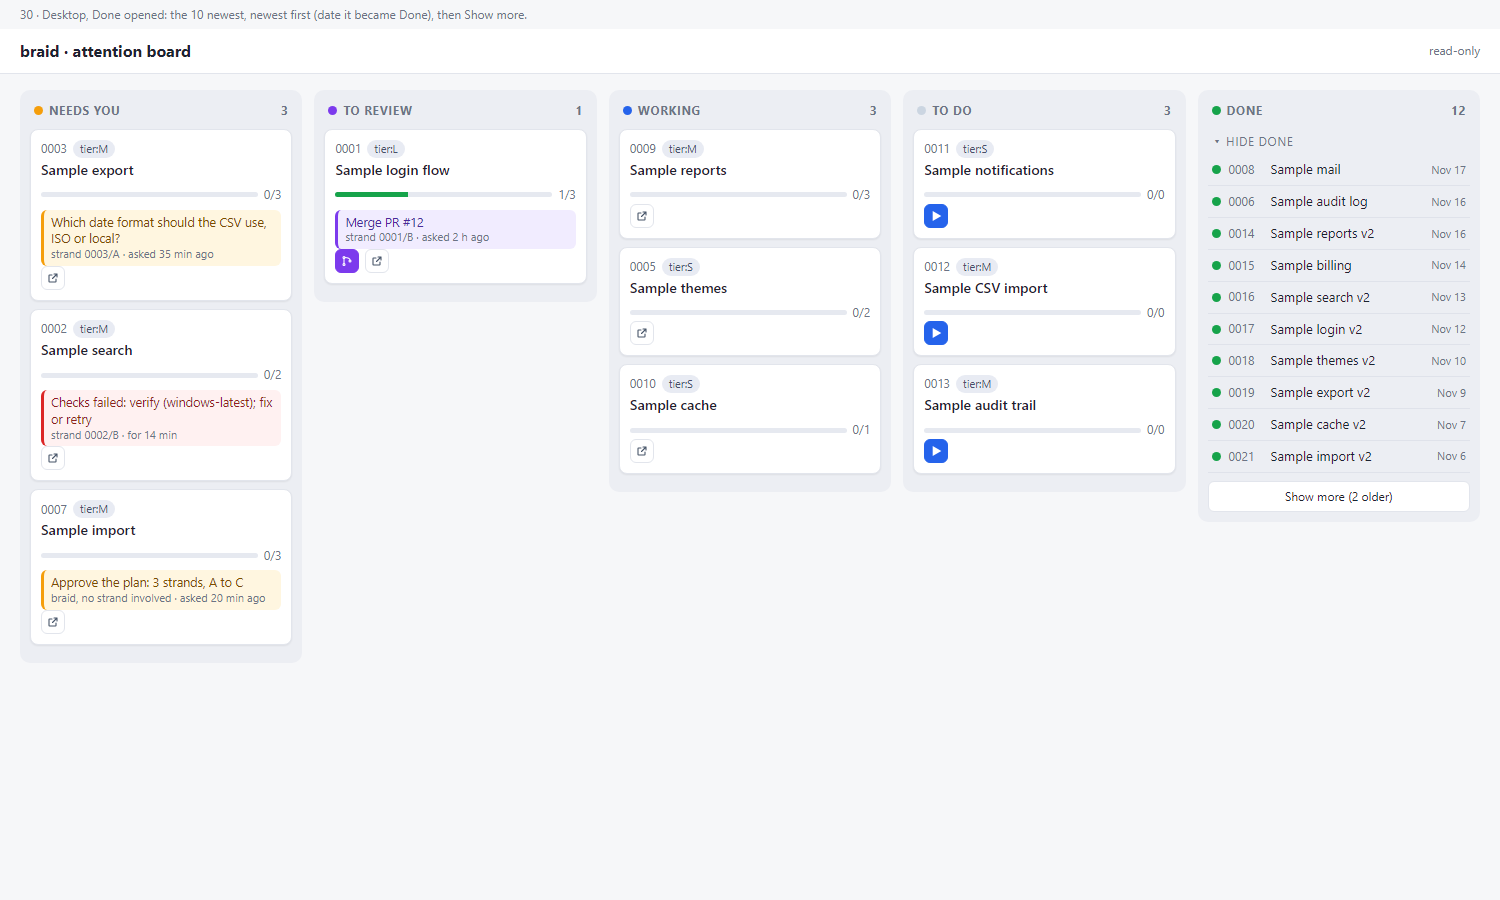 30 · Desktop, Done opened: the 10 newest, newest first (date it became Done), then Show more.
braid · attention board
read-only
NEEDS YOU 3
0003 tier:M
Sample export
0/3
Which date format should the CSV use,
ISO or local?
strand 0003/A · asked 35 min ago
0002 tier:M
Sample search
0/2
Checks failed: verify (windows-latest); fix
or retry
strand 0002/B · for 14 min
0007 tier:M
Sample import
0/3
Approve the plan: 3 strands, A to C
braid, no strand involved · asked 20 min ago
TO REVIEW 1
0001 tier:L
Sample login flow
1/3
Merge PR #12
strand 0001/B · asked 2 h ago
WORKING 3
0009 tier:M
Sample reports
0/3
0005 tier:S
Sample themes
0/2
0010 tier:S
Sample cache
0/1
TO DO 3
0011 tier:S
Sample notifications
0/0
0012 tier:M
Sample CSV import
0/0
0013 tier:M
Sample audit trail
0/0
DONE 12
HIDE DONE
0008 Sample mail Nov 17
0006 Sample audit log Nov 16
0014 Sample reports v2 Nov 16
0015 Sample billing Nov 14
0016 Sample search v2 Nov 13
0017 Sample login v2 Nov 12
0018 Sample themes v2 Nov 10
0019 Sample export v2 Nov 9
0020 Sample cache v2 Nov 7
0021 Sample import v2 Nov 6
Show more (2 older)